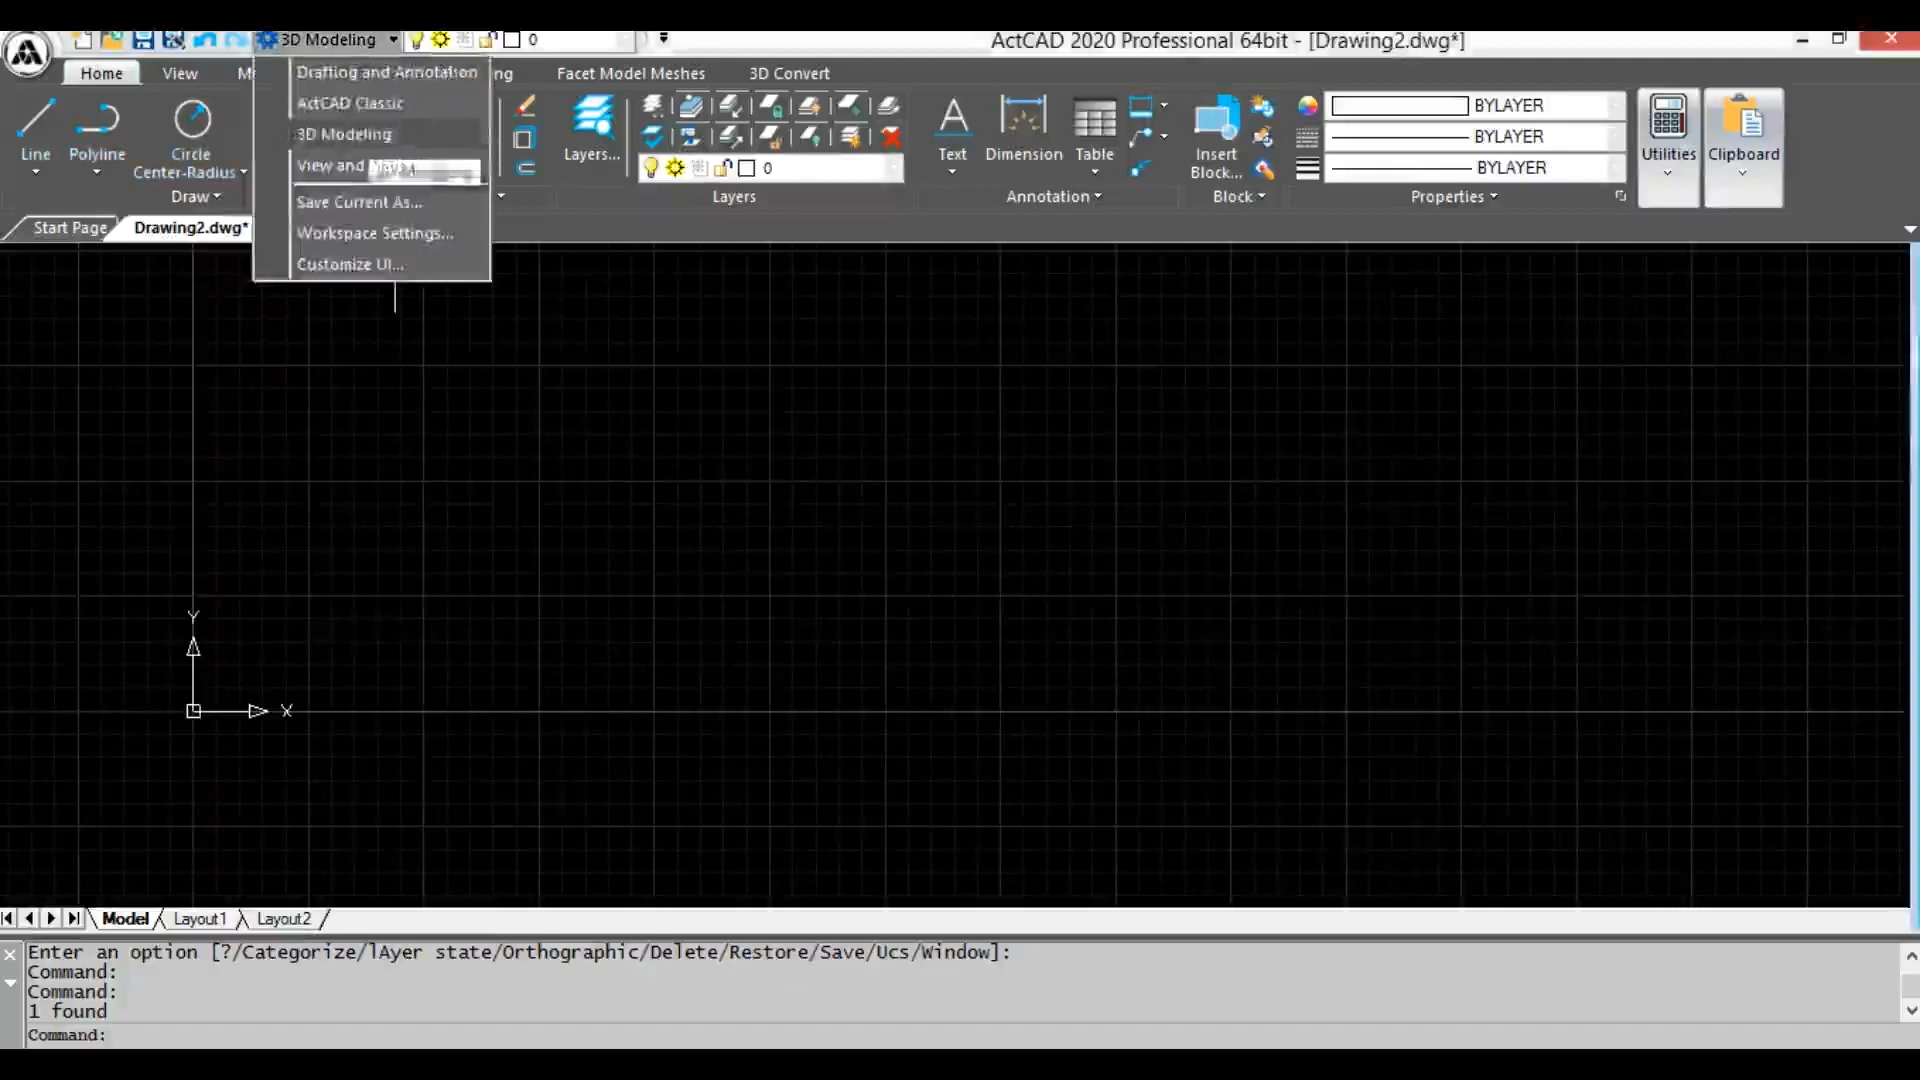 3D Modeling 0 ActCAD 2020 Professional 64bit - [Drawing2.dwg*]
Home View M ng Facet Model Meshes 3D Convert
Drafting and Annotation
ActCAD Classic
3D Modeling
View and
Save Current As...
Workspace Settings...
Customize UI...
Line Polyline Circle
Center-Radius
Draw
Layers...
0
Layers
Text Dimension Table
Annotation
Insert
Block...
Block
BYLAYER
BYLAYER
BYLAYER
Properties
Utilities Clipboard
Start Page Drawing2.dwg*
Y
X
Model Layout1 Layout2
Enter an option [?/Categorize/lAyer state/Orthographic/Delete/Restore/Save/Ucs/Window]:
Command:
Command:
1 found
Command: